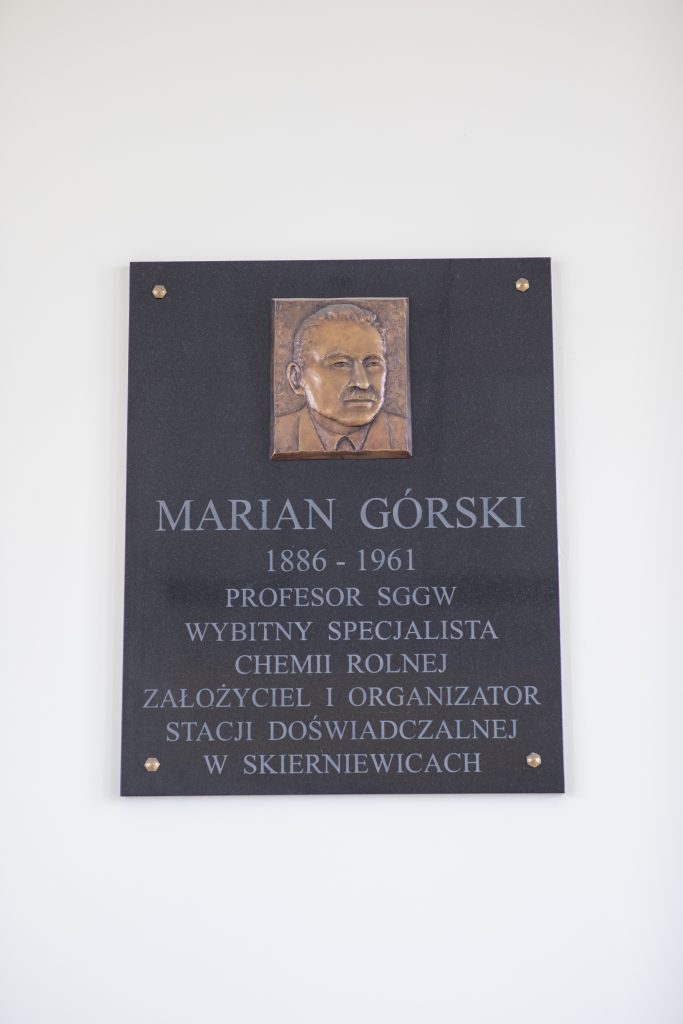 MARIAN GÓRSKI
1886 - 1961
PROFESOR SGGW
WYBITNY SPECJALISTA
CHEMII ROLNEJ
ZAŁOŻYCIEL I ORGANIZATOR
STACJI DOŚWIADCZALNEJ
W SKIERNIEWICACH